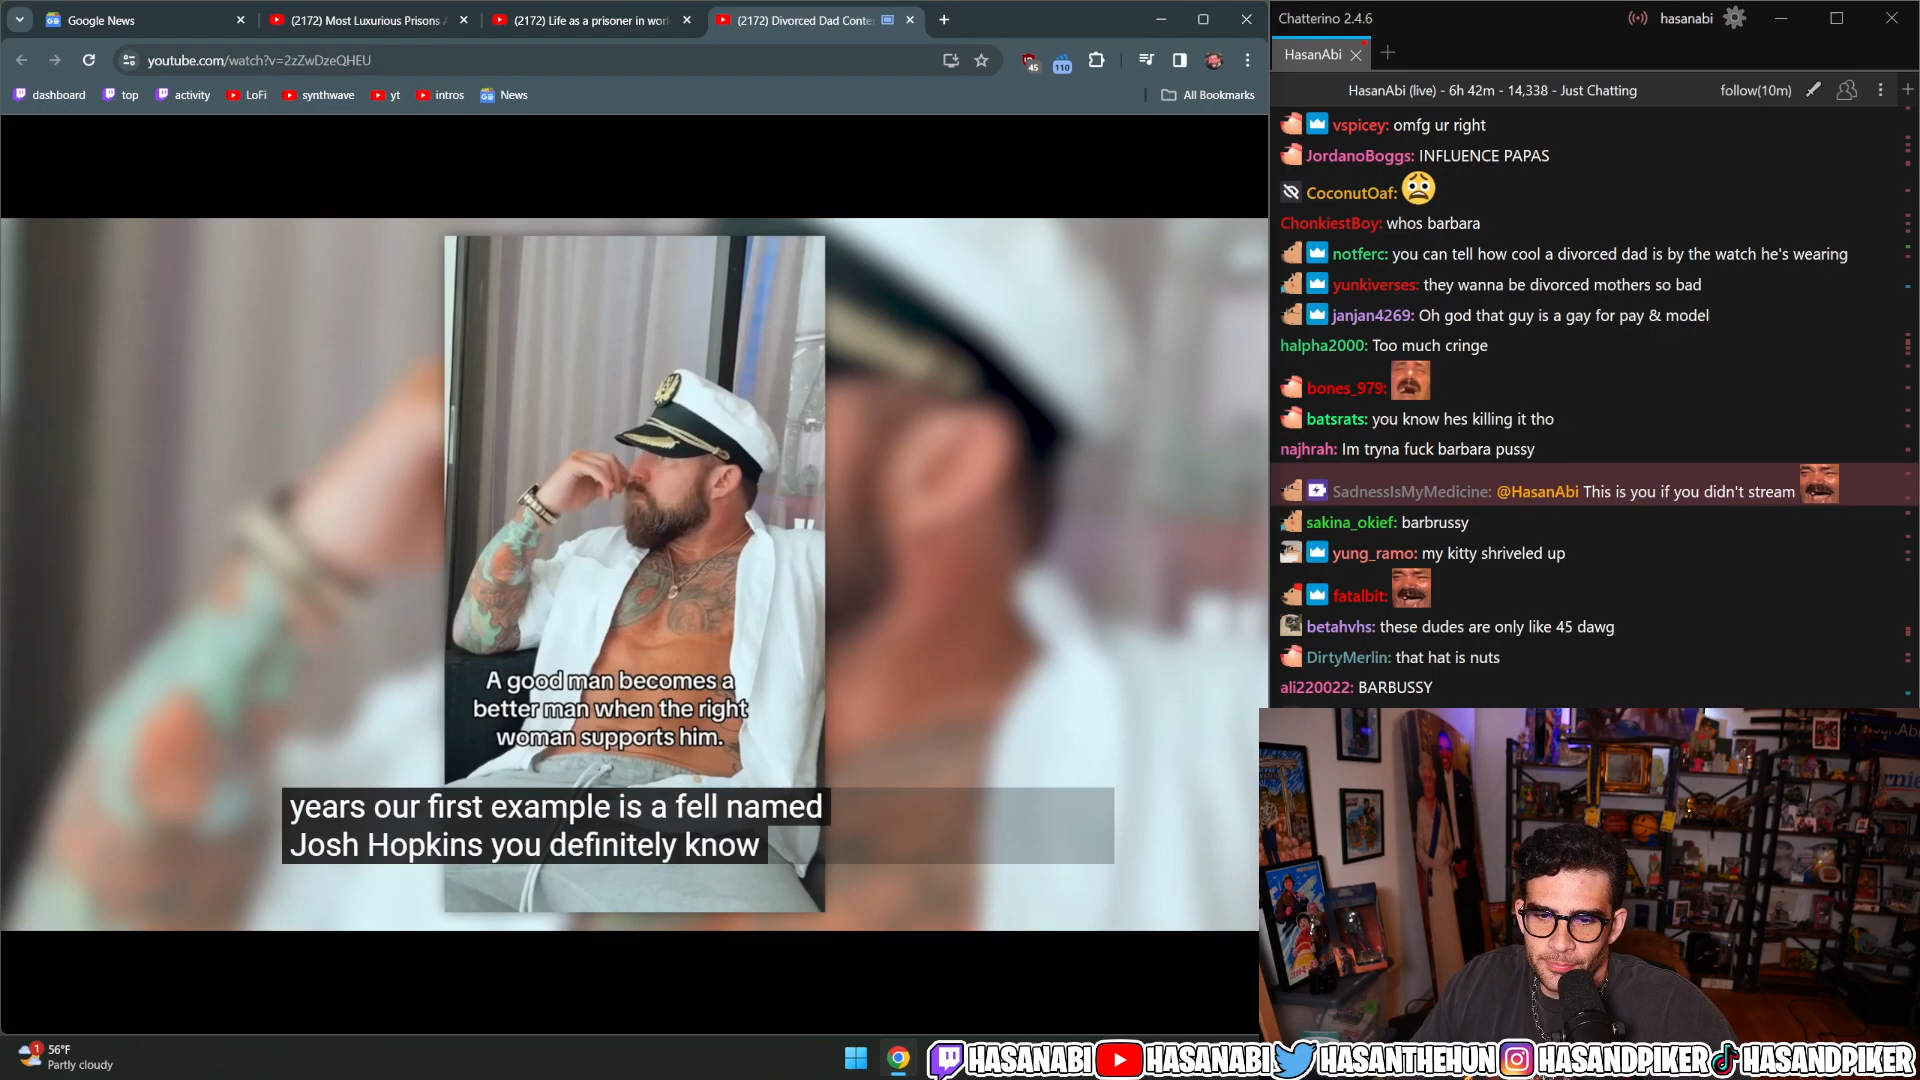 Google News
(2172) Most Luxurious Prisons A
(2172) Life as a prisoner in wor
(2172) Divorced Dad Conte
youtube.com/watch?v=2zZwDzeQHEU
45
110
dashboard
top
activity
LoFi
synthwave
yt
intros
News
All Bookmarks
A good man becomes a
better man when the right
woman supports him.
years our first example is a fell named
Josh Hopkins you definitely know
Chatterino 2.4.6
hasanabi
HasanAbi
HasanAbi (live) - 6h 42m - 14,338 - Just Chatting
follow(10m)
vspicey: omfg ur right
JordanoBoggs: INFLUENCE PAPAS
CoconutOaf:
ChonkiestBoy: whos barbara
notferc: you can tell how cool a divorced dad is by the watch he's wearing
yunkiverses: they wanna be divorced mothers so bad
janjan4269: Oh god that guy is a gay for pay & model
halpha2000: Too much cringe
bones_979:
batsrats: you know hes killing it tho
najhrah: Im tryna fuck barbara pussy
SadnessIsMyMedicine: @HasanAbi This is you if you didn't stream
sakina_okief: barbrussy
yung_ramo: my kitty shriveled up
fatalbit:
betahvhs: these dudes are only like 45 dawg
DirtyMerlin: that hat is nuts
ali220022: BARBUSSY
1
56°F
Partly cloudy
HASANABI
HASANABI
HASANTHEHUN
HASANDPIKER
HASANDPIKER